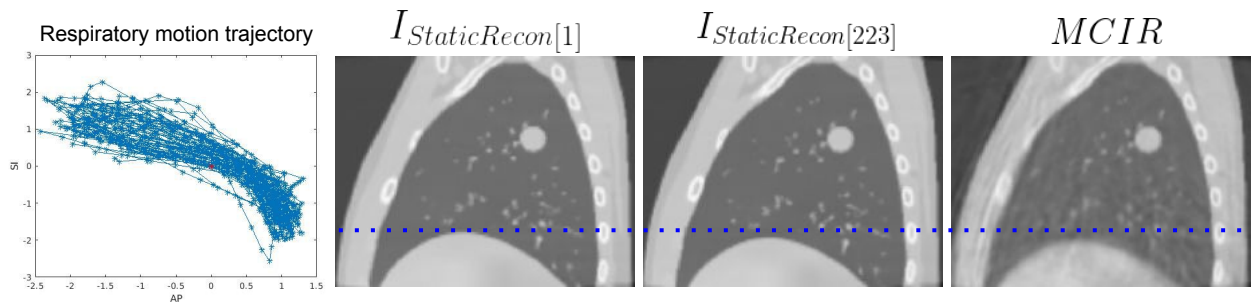 Respiratory motion trajectory
3
2
1
0
-1
-2
-3
SI
-2.5 -2 -1.5 -1 -0.5 0 0.5 1 1.5
AP
I_{StaticRecon[1]}
I_{StaticRecon[223]}
MCIR